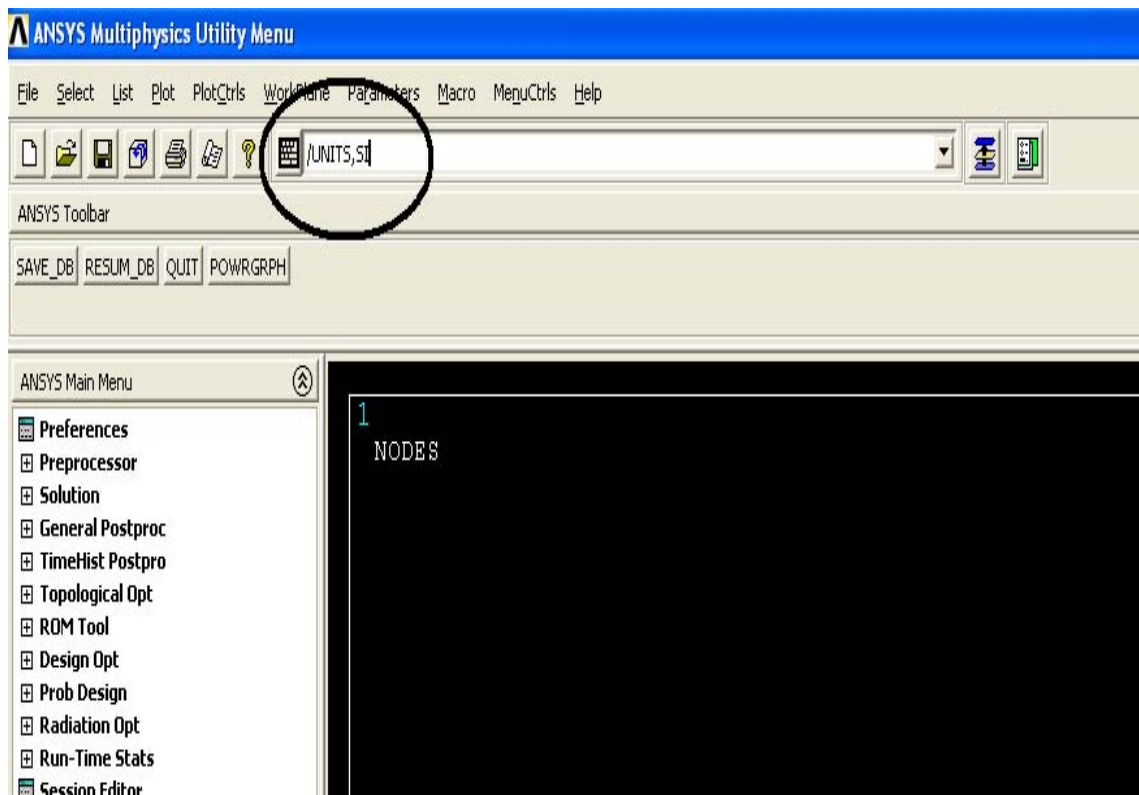 ANSYS Multiphysics Utility Menu
File Select List Plot PlotCtrls WorkPlane Parameters Macro MenuCtrls Help
/UNITS,SI
ANSYS Toolbar
SAVE_DB RESUM_DB QUIT POWRGRPH
ANSYS Main Menu
Preferences
Preprocessor
Solution
General Postproc
TimeHist Postpro
Topological Opt
ROM Tool
Design Opt
Prob Design
Radiation Opt
Run-Time Stats
Session Editor
1
NODES